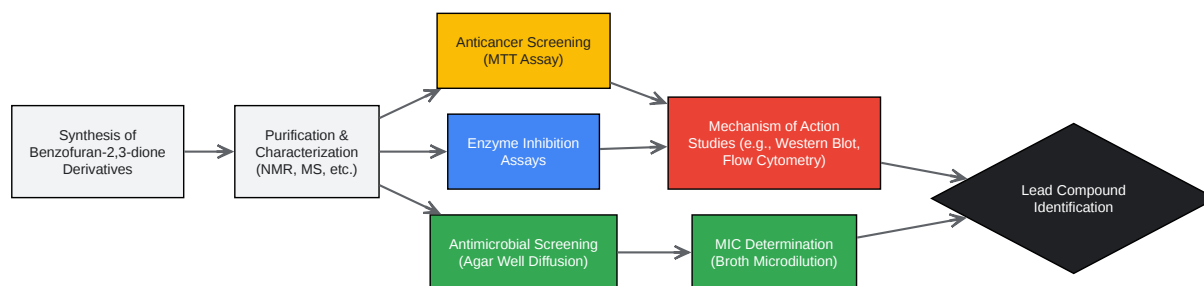 Synthesis of
Benzofuran-2,3-dione
Derivatives
Purification &
Characterization
(NMR, MS, etc.)
Anticancer Screening
(MTT Assay)
Enzyme Inhibition
Assays
Antimicrobial Screening
(Agar Well Diffusion)
Mechanism of Action
Studies (e.g., Western Blot,
Flow Cytometry)
MIC Determination
(Broth Microdilution)
Lead Compound
Identification